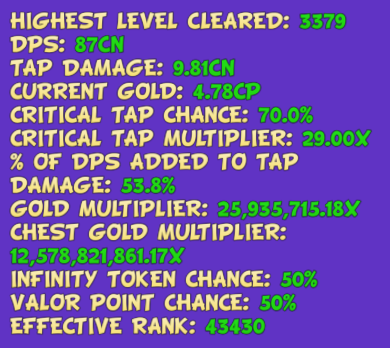 HIGHEST LEVEL CLEARED: 3379
DPS: 87CN
TAP DAMAGE: 9.81CN
CURRENT GOLD: 4.78CP
CRITICAL TAP CHANCE: 70.0%
CRITICAL TAP MULTIPLIER: 29.00X
% OF DPS ADDED TO TAP
DAMAGE: 53.8%
GOLD MULTIPLIER: 25,935,715.18X
CHEST GOLD MULTIPLIER:
12,578,821,861.17X
INFINITY TOKEN CHANCE: 50%
VALOR POINT CHANCE: 50%
EFFECTIVE RANK: 43430